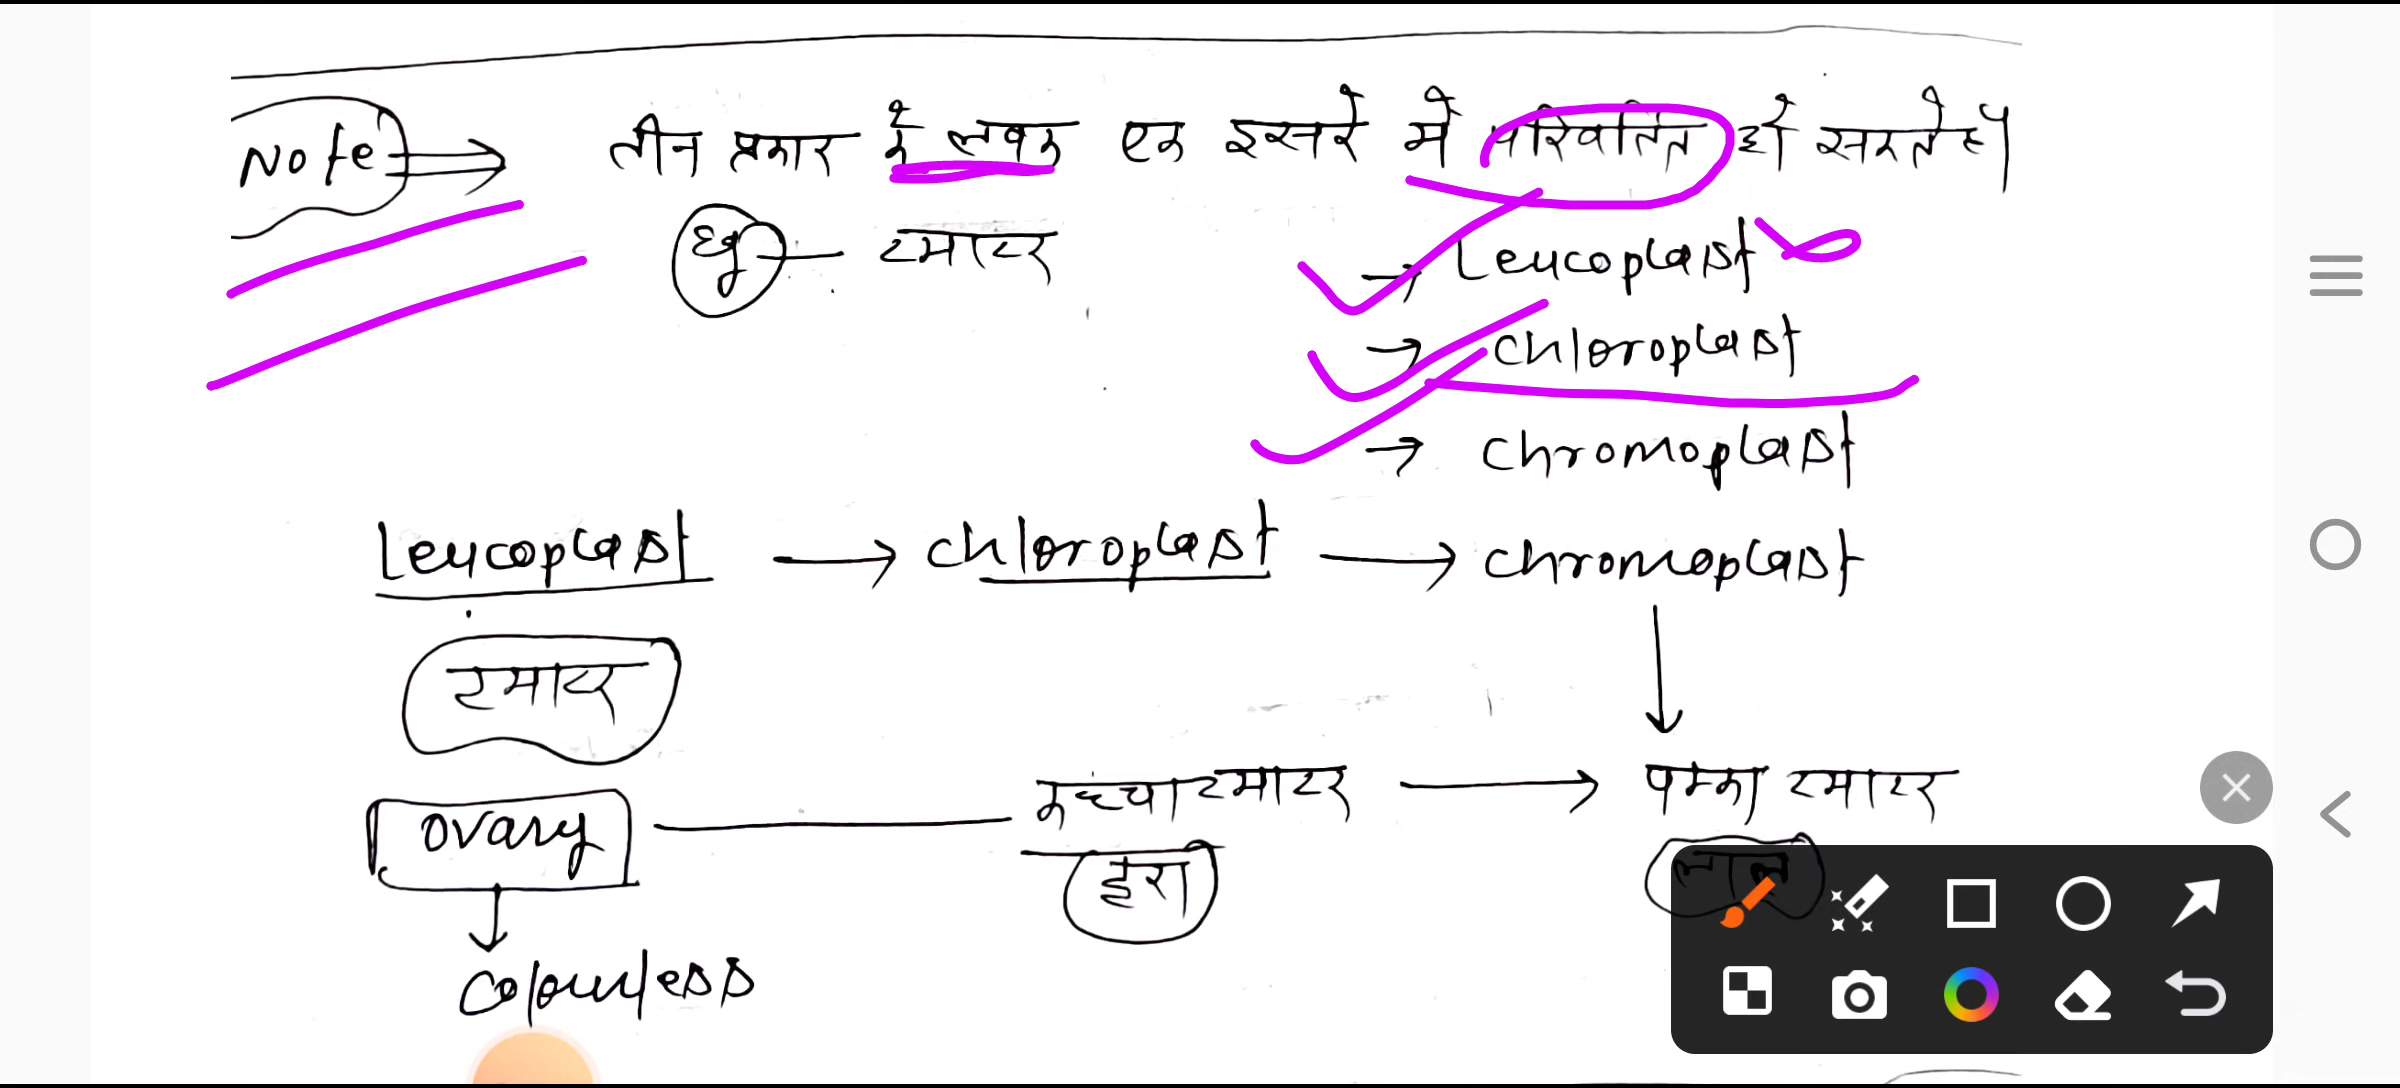 Note ⇒ तीन प्रकार के लवक एक दूसरे में परिवर्तित हो सकते हैं
Eg — टमाटर
→ Leucoplast
→ Chloroplast
→ Chromoplast
Leucoplast → Chloroplast → Chromoplast
टमाटर
ovary — कच्चा टमाटर → पक्का टमाटर
हरा लाल
Colourless